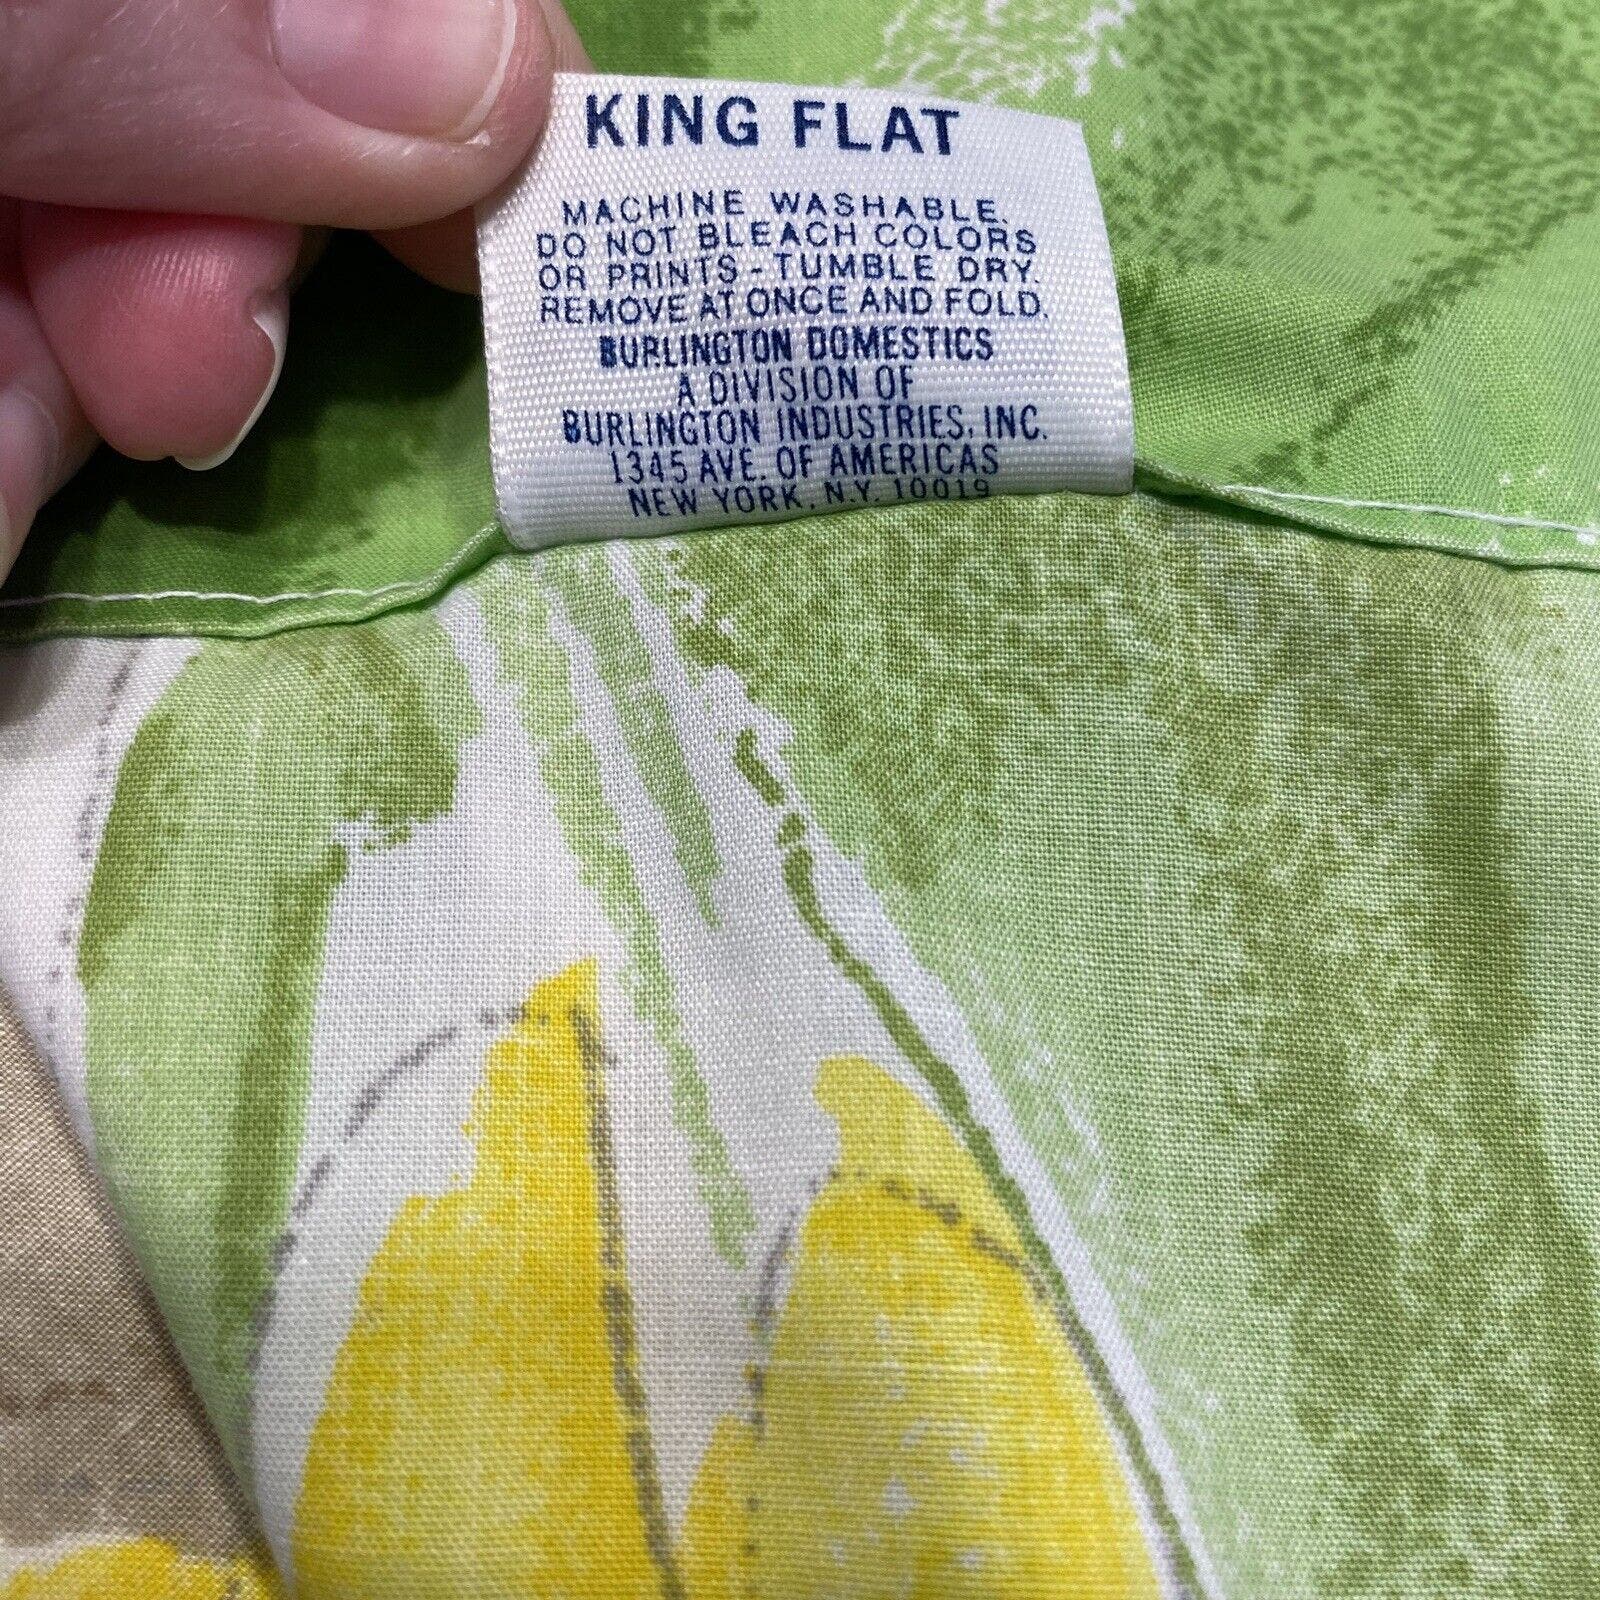 KING FLAT
MACHINE WASHABLE.
DO NOT BLEACH COLORS
OR PRINTS - TUMBLE DRY.
REMOVE AT ONCE AND FOLD.
BURLINGTON DOMESTICS
A DIVISION OF
BURLINGTON INDUSTRIES, INC.
1345 AVE. OF AMERICAS
NEW YORK, N.Y. 10019